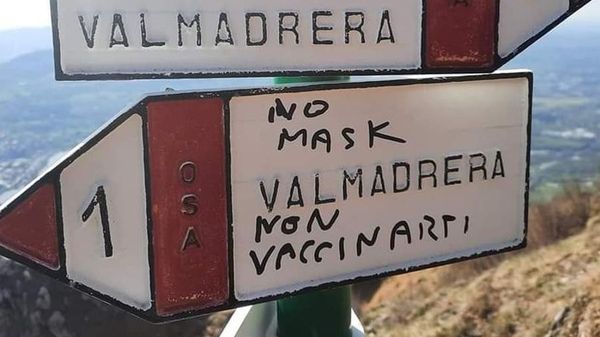 VALMADRERA
A
NO
MASK
1
OSA
VALMADRERA
NON
VACCINARTI